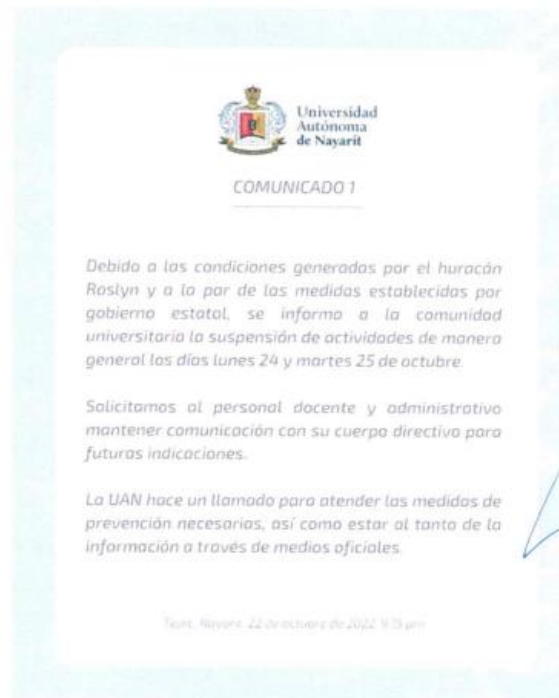 Universidad
Autónoma
de Nayarit
COMUNICADO 1
Debido a las condiciones generadas por el huracán
Roslyn y a la par de las medidas establecidas por
gobierno estatal, se informa a la comunidad
universitaria la suspensión de actividades de manera
general los días lunes 24 y martes 25 de octubre.
Solicitamos al personal docente y administrativo
mantener comunicación con su cuerpo directivo para
futuras indicaciones.
La UAN hace un llamado para atender las medidas de
prevención necesarias, así como estar al tanto de la
información a través de medios oficiales.
Tepic, Nayarit. 22 de octubre de 2022. 9:15 pm